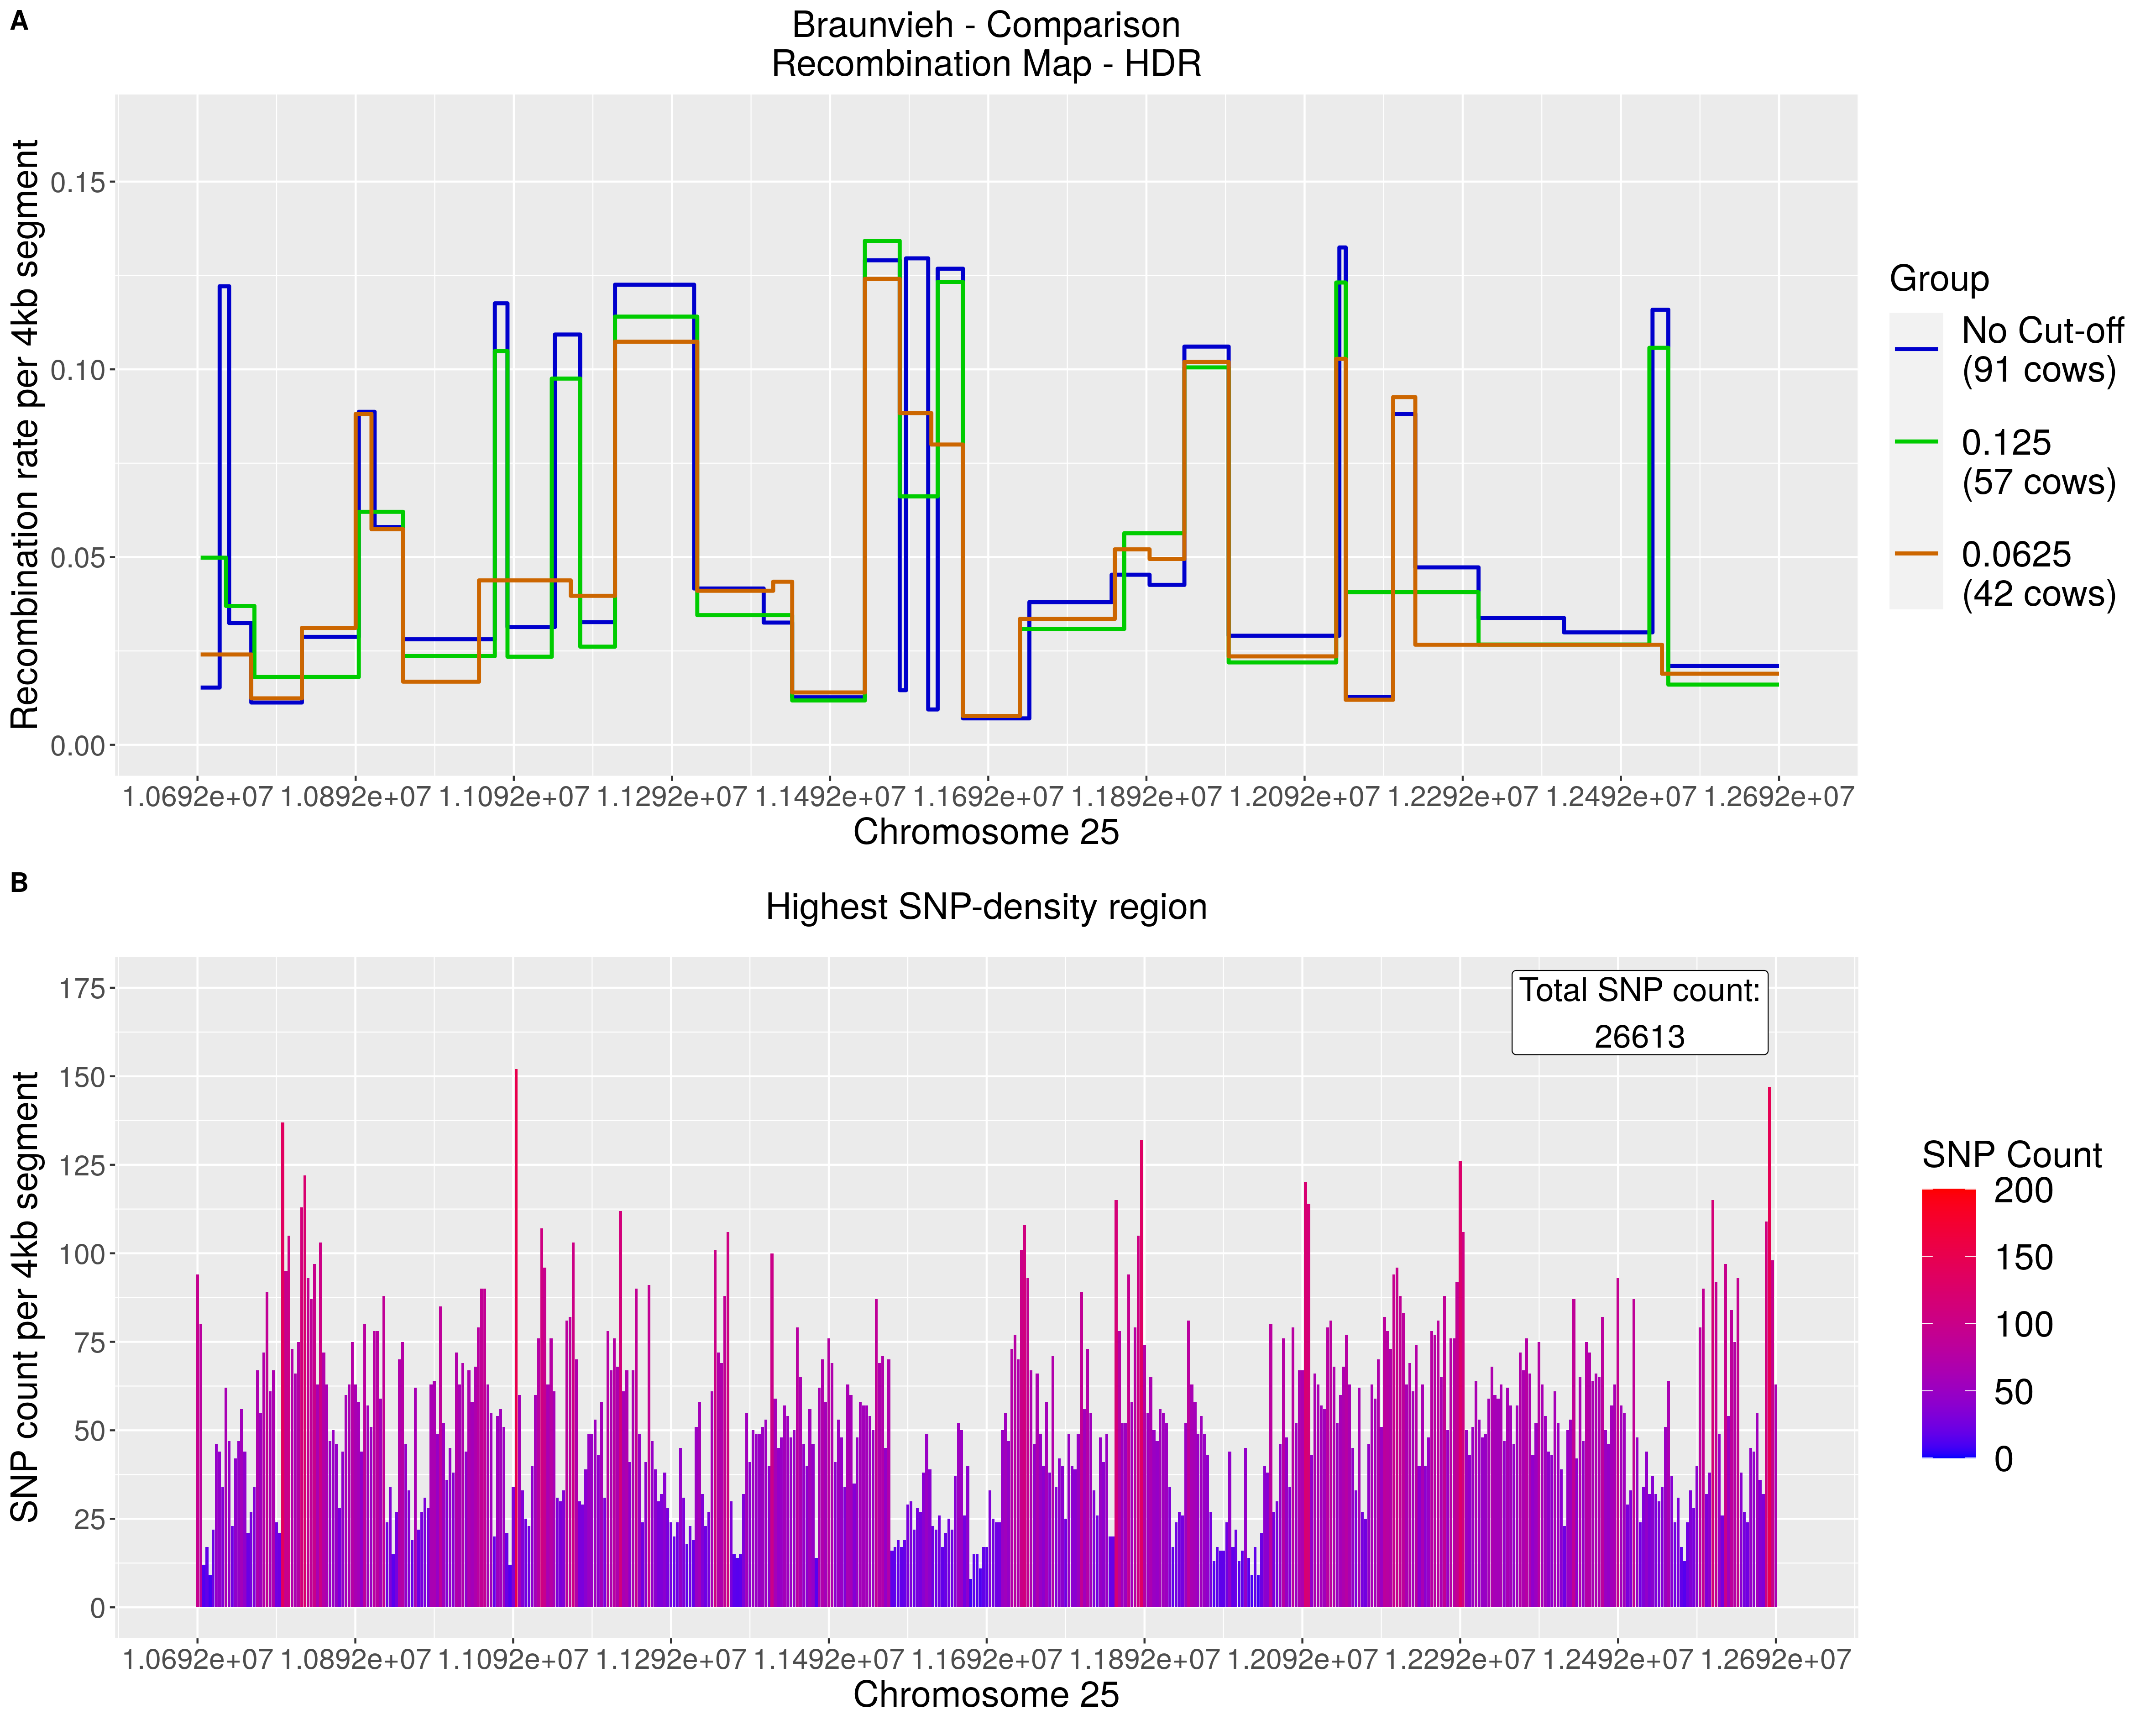 A
Braunvieh - Comparison
Recombination Map - HDR
Recombination rate per 4kb segment
0.15
0.10
0.05
0.00
1.0692e+07 1.0892e+07 1.1092e+07 1.1292e+07 1.1492e+07 1.1692e+07 1.1892e+07 1.2092e+07 1.2292e+07 1.2492e+07 1.2692e+07
Chromosome 25
Group
No Cut-off
(91 cows)
0.125
(57 cows)
0.0625
(42 cows)
B
Highest SNP-density region
SNP count per 4kb segment
175
150
125
100
75
50
25
0
Total SNP count:
26613
1.0692e+07 1.0892e+07 1.1092e+07 1.1292e+07 1.1492e+07 1.1692e+07 1.1892e+07 1.2092e+07 1.2292e+07 1.2492e+07 1.2692e+07
Chromosome 25
SNP Count
200
150
100
50
0